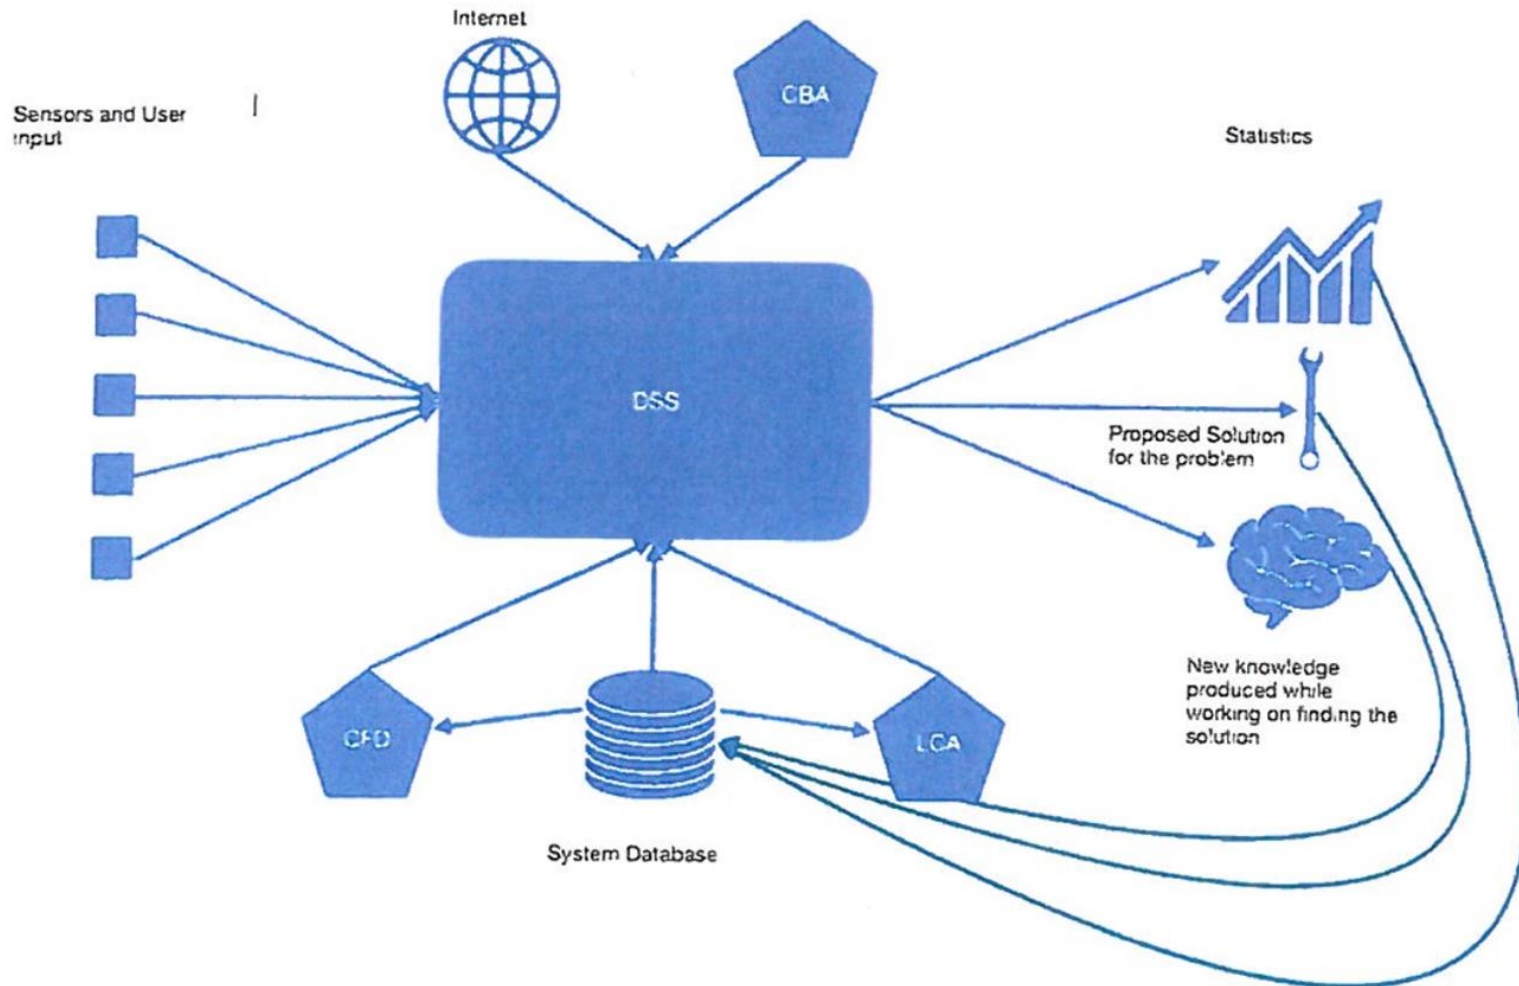 Internet
CBA
Sensors and User
input
Statistics
DSS
Proposed Solution
for the problem
New knowledge
produced while
working on finding the
solution
CFD
LCA
System Database